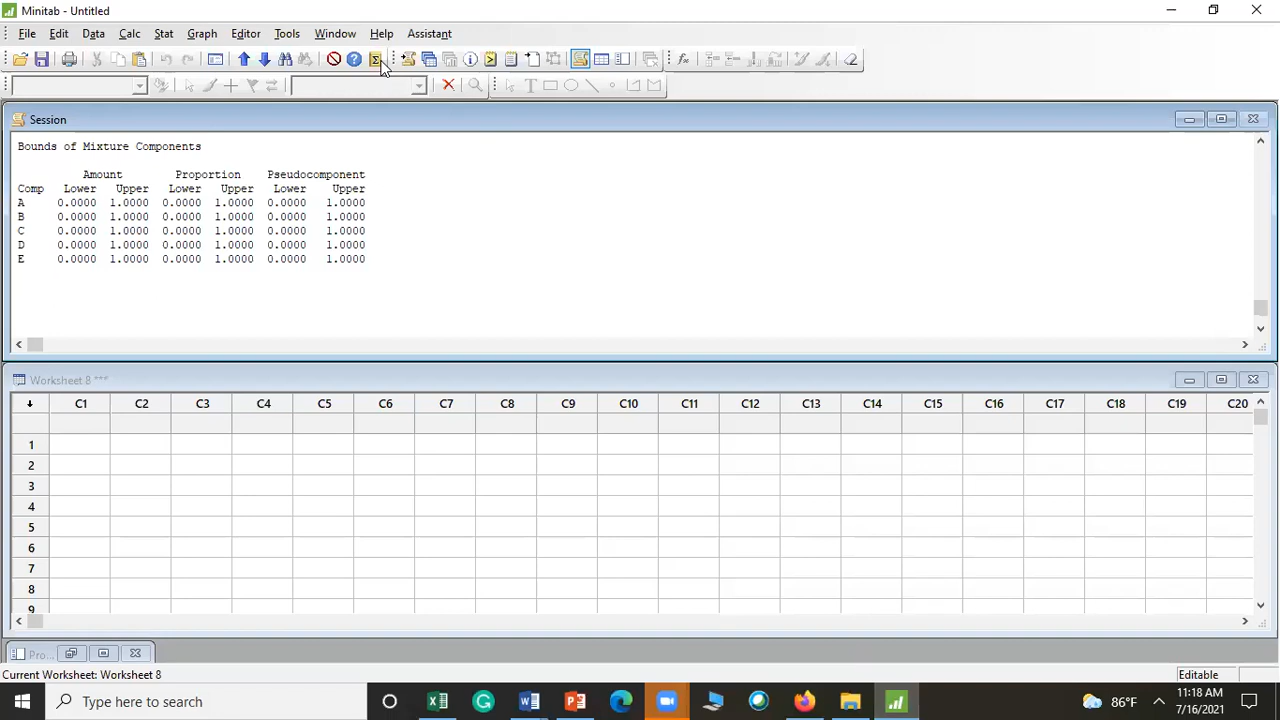 Minitab - Untitled
File Edit Data Calc Stat Graph Editor Tools Window Help Assistant
Session
Bounds of Mixture Components
Amount Proportion Pseudocomponent
Comp Lower Upper Lower Upper Lower Upper
A 0.0000 1.0000 0.0000 1.0000 0.0000 1.0000
B 0.0000 1.0000 0.0000 1.0000 0.0000 1.0000
C 0.0000 1.0000 0.0000 1.0000 0.0000 1.0000
D 0.0000 1.0000 0.0000 1.0000 0.0000 1.0000
E 0.0000 1.0000 0.0000 1.0000 0.0000 1.0000
Worksheet 8 ***
C1 C2 C3 C4 C5 C6 C7 C8 C9 C10 C11 C12 C13 C14 C15 C16 C17 C18 C19 C20
1
2
3
4
5
6
7
8
9
Pro...
Current Worksheet: Worksheet 8
Editable
Type here to search
86°F
11:18 AM
7/16/2021